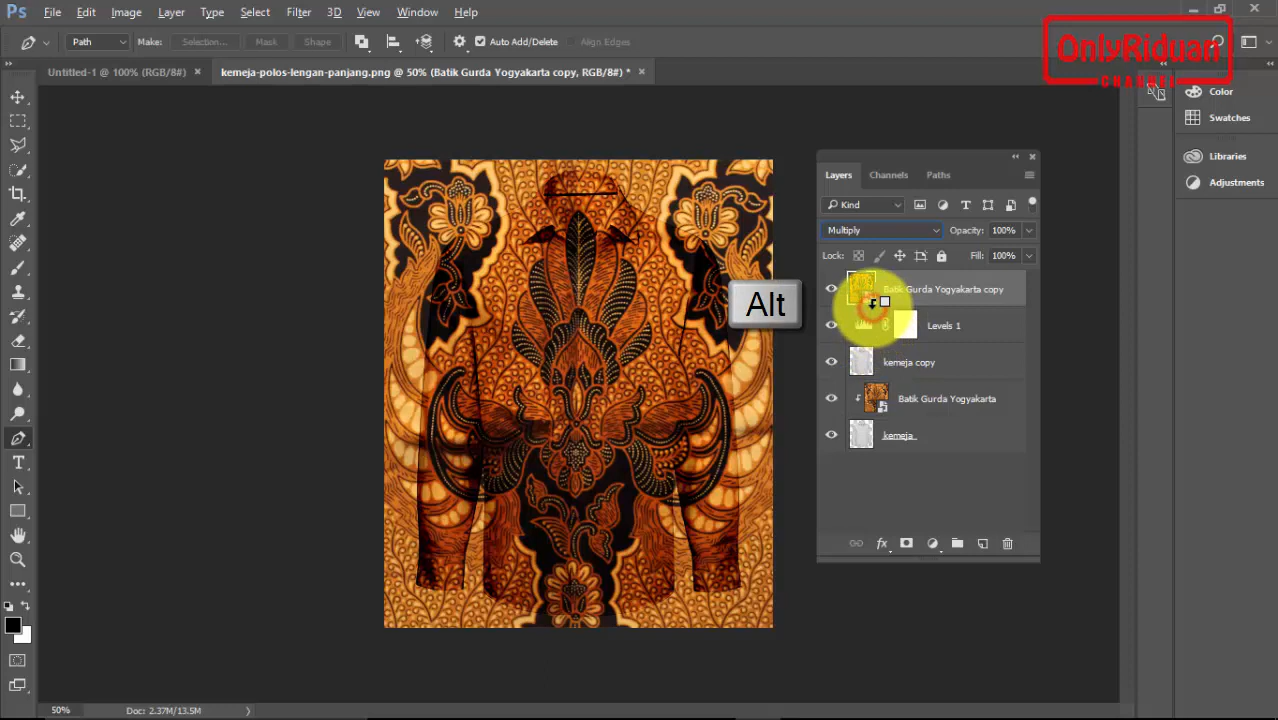 Ps File Edit Image Layer Type Select Filter 3D View Window Help
Path Make: Selection... Mask Shape Auto Add/Delete Align Edges
OnlyRiduan
CHANNEL
Untitled-1 @ 100% (RGB/8#) × kemeja-polos-lengan-panjang.png @ 50% (Batik Gurda Yogyakarta copy, RGB/8#) * ×
Color
Swatches
Libraries
Adjustments
Layers Channels Paths
Kind
Multiply Opacity: 100%
Lock: Fill: 100%
Batik Gurda Yogyakarta copy
Alt
Levels 1
kemeja copy
Batik Gurda Yogyakarta
kemeja
fx
50% Doc: 2.37M/13.5M